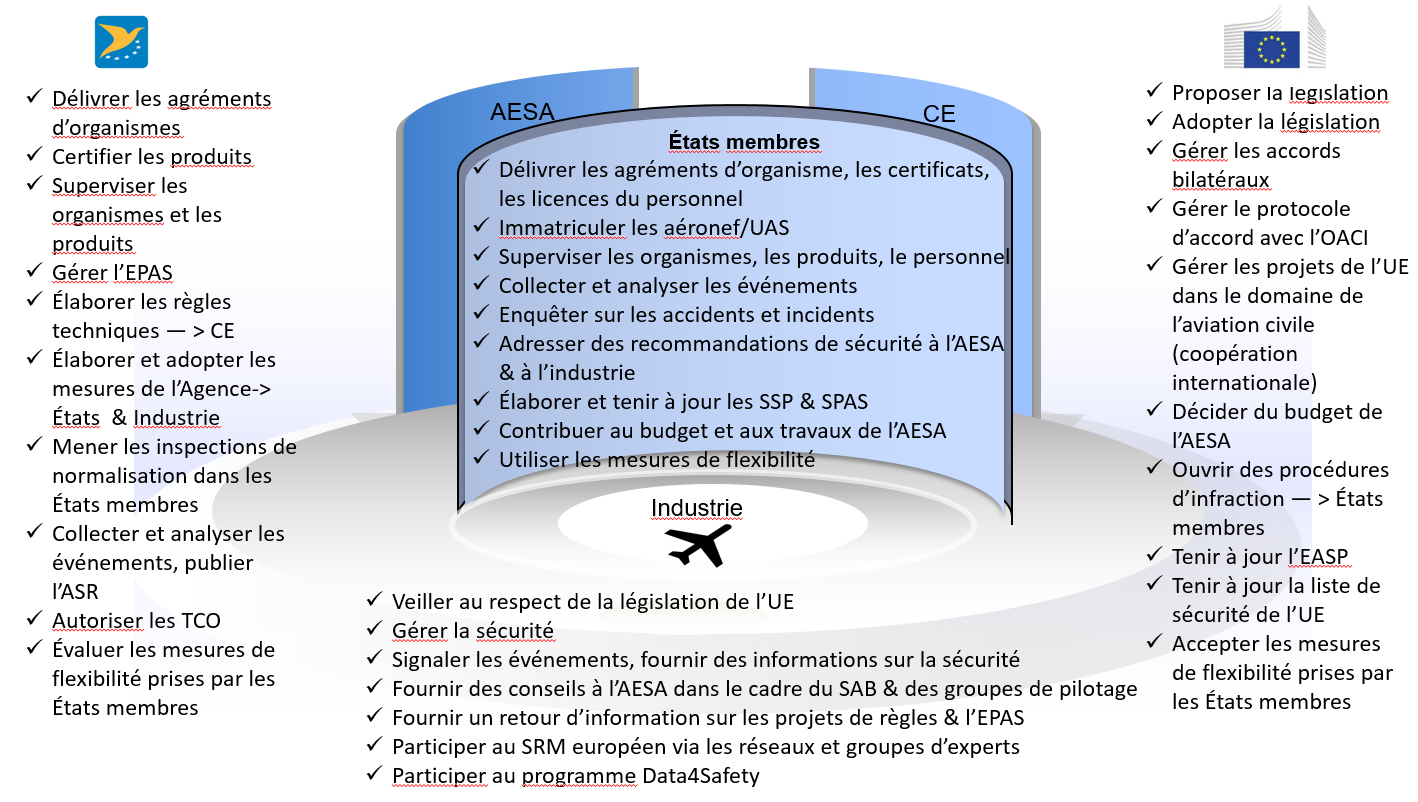 Délivrer les agréments
d’organismes
Certifier les produits
Superviser les
organismes et les
produits
Gérer l’EPAS
Élaborer les règles
techniques — > CE
Élaborer et adopter les
mesures de l’Agence->
États & Industrie
Mener les inspections de
normalisation dans les
États membres
Collecter et analyser les
événements, publier
l’ASR
Autoriser les TCO
Évaluer les mesures de
flexibilité prises par les
États membres
AESA
CE
États membres
Délivrer les agréments d’organisme, les certificats,
les licences du personnel
Immatriculer les aéronef/UAS
Superviser les organismes, les produits, le personnel
Collecter et analyser les événements
Enquêter sur les accidents et incidents
Adresser des recommandations de sécurité à l’AESA
& à l’industrie
Élaborer et tenir à jour les SSP & SPAS
Contribuer au budget et aux travaux de l’AESA
Utiliser les mesures de flexibilité
Industrie
Veiller au respect de la législation de l’UE
Gérer la sécurité
Signaler les événements, fournir des informations sur la sécurité
Fournir des conseils à l’AESA dans le cadre du SAB & des groupes de pilotage
Fournir un retour d’information sur les projets de règles & l’EPAS
Participer au SRM européen via les réseaux et groupes d’experts
Participer au programme Data4Safety
Proposer la législation
Adopter la législation
Gérer les accords
bilatéraux
Gérer le protocole
d’accord avec l’OACI
Gérer les projets de l’UE
dans le domaine de
l’aviation civile
(coopération
internationale)
Décider du budget de
l’AESA
Ouvrir des procédures
d’infraction — > États
membres
Tenir à jour l’EASP
Tenir à jour la liste de
sécurité de l’UE
Accepter les mesures
de flexibilité prises par
les États membres